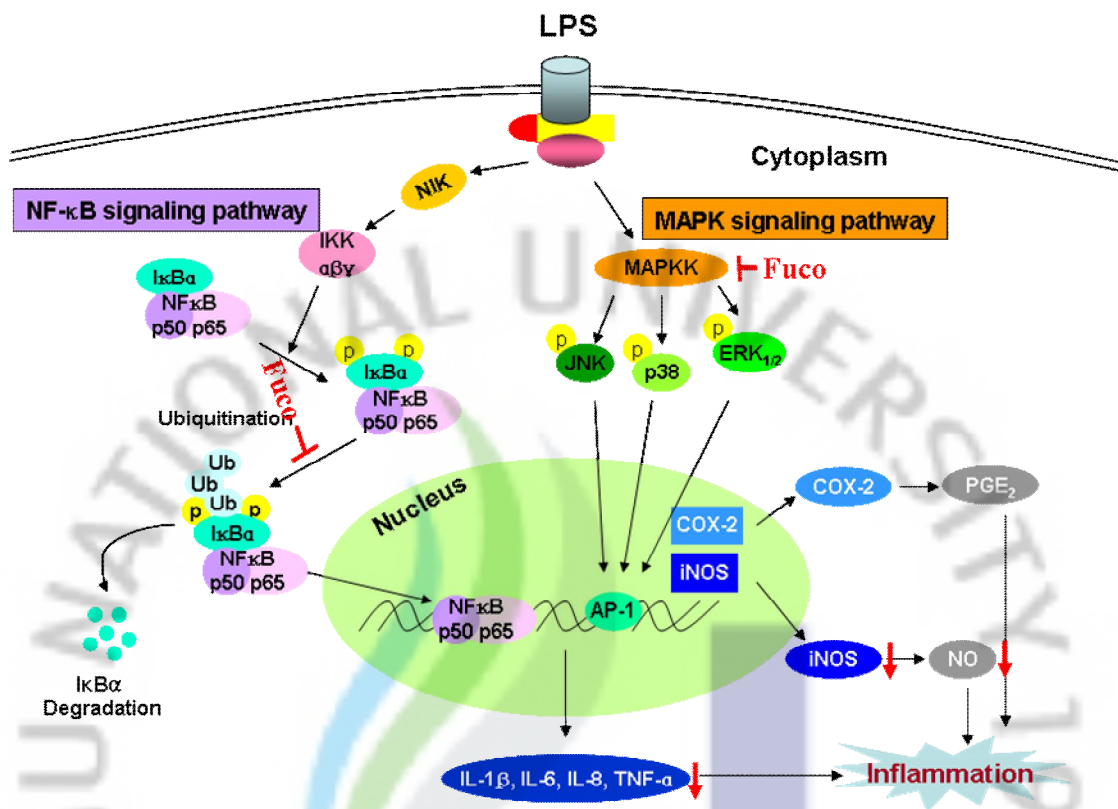 LPS
Cytoplasm
NIK
NF-κB signaling pathway
MAPK signaling pathway
IKK
αβγ
MAPKK
Fuco
IκBα
NFκB
p50 p65
p
JNK
p
p38
p
ERK1/2
p p
IκBα
NFκB
p50 p65
Fuco
Ubiquitination
Ub
Ub
Ub
p p
IκBα
NFκB
p50 p65
IκBα
Degradation
Nucleus
COX-2
iNOS
NFκB
p50 p65
AP-1
COX-2
PGE2
iNOS
NO
IL-1β, IL-6, IL-8, TNF-α
Inflammation
NATIONAL UNIVERSITY